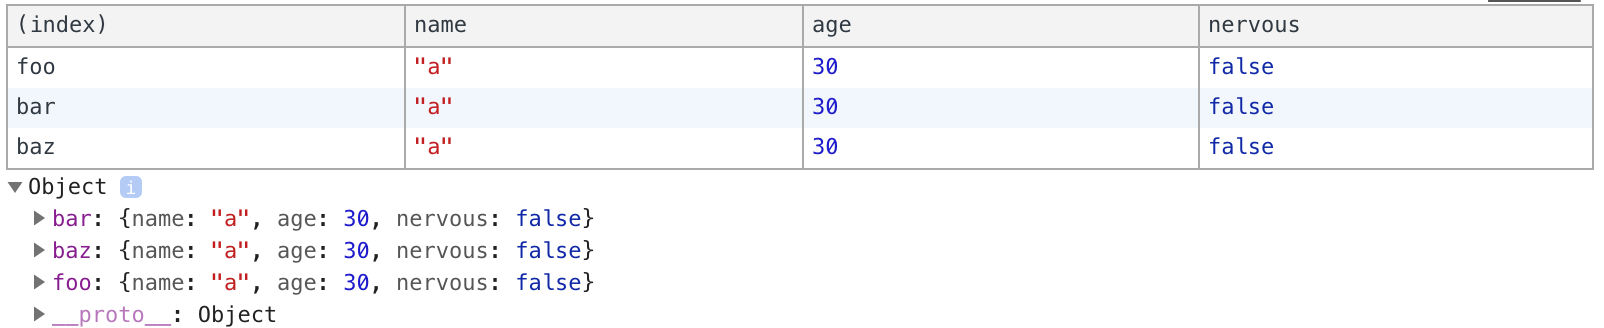 (index) name age nervous
foo "a" 30 false
bar "a" 30 false
baz "a" 30 false
▼Object i
▶bar: {name: "a", age: 30, nervous: false}
▶baz: {name: "a", age: 30, nervous: false}
▶foo: {name: "a", age: 30, nervous: false}
▶__proto__: Object